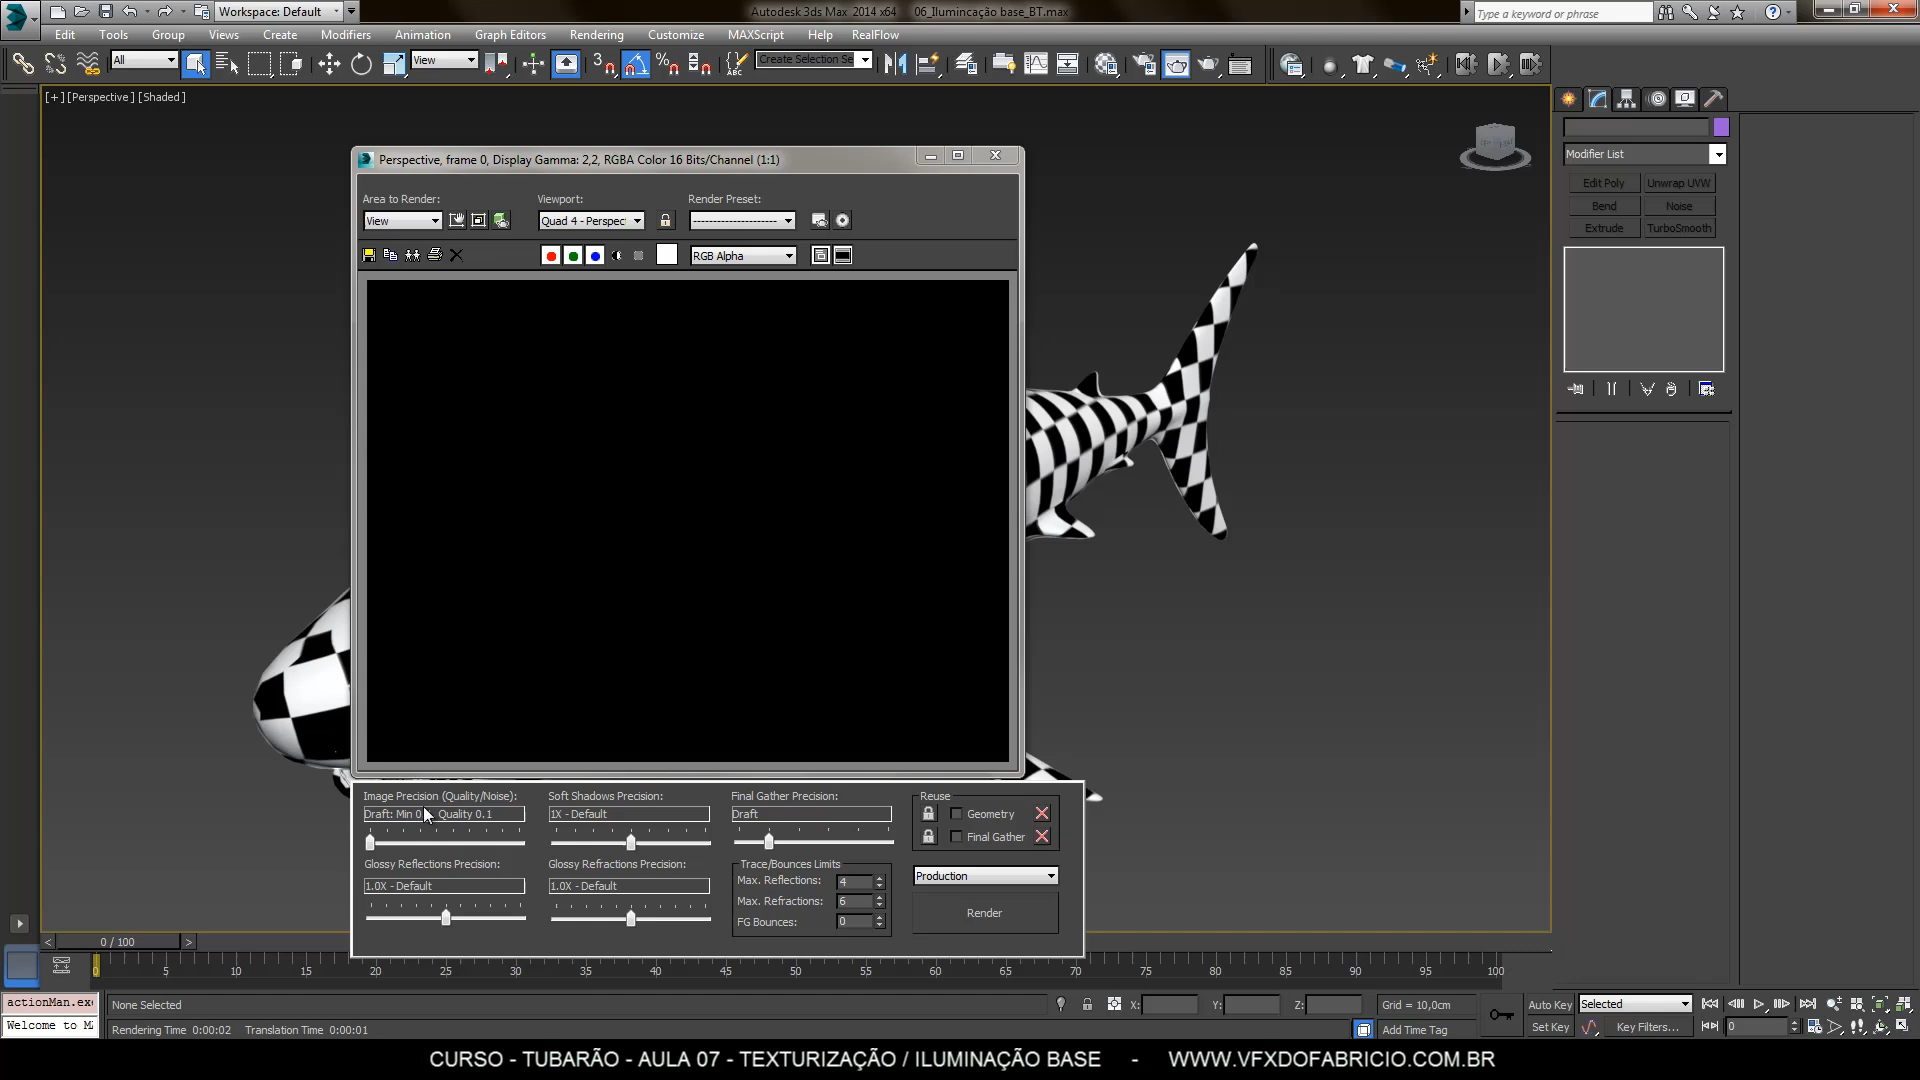 Workspace: Default
Autodesk 3ds Max 2014 x64 06_Ilumincação base_BT.max
Type a keyword or phrase
Edit Tools Group Views Create Modifiers Animation Graph Editors Rendering Customize MAXScript Help RealFlow
All View 3 Create Selection Se
[+] [Perspective] [Shaded]
Modifier List
Edit Poly Unwrap UVW
Bend Noise
Extrude TurboSmooth
Perspective, frame 0, Display Gamma: 2,2, RGBA Color 16 Bits/Channel (1:1)
Area to Render: Viewport: Render Preset:
View Quad 4 - Perspect --------------------
RGB Alpha
Image Precision (Quality/Noise): Soft Shadows Precision: Final Gather Precision: Reuse
Draft: Min 0 Quality 0.1 1X - Default Draft Geometry
Final Gather
Glossy Reflections Precision: Glossy Refractions Precision: Trace/Bounces Limits
1.0X - Default 1.0X - Default Max. Reflections: 4 Production
Max. Refractions: 6
FG Bounces: 0 Render
< 0 / 100 >
0 5 10 15 20 25 30 35 40 45 50 55 60 65 70 75 80 85 90 95 100
actionMan.exe None Selected X: Y: Z: Grid = 10,0cm Auto Key Selected
Welcome to M Rendering Time 0:00:02 Translation Time 0:00:01 Add Time Tag Set Key Key Filters... 0
CURSO - TUBARÃO - AULA 07 - TEXTURIZAÇÃO / ILUMINAÇÃO BASE - WWW.VFXDOFABRICIO.COM.BR